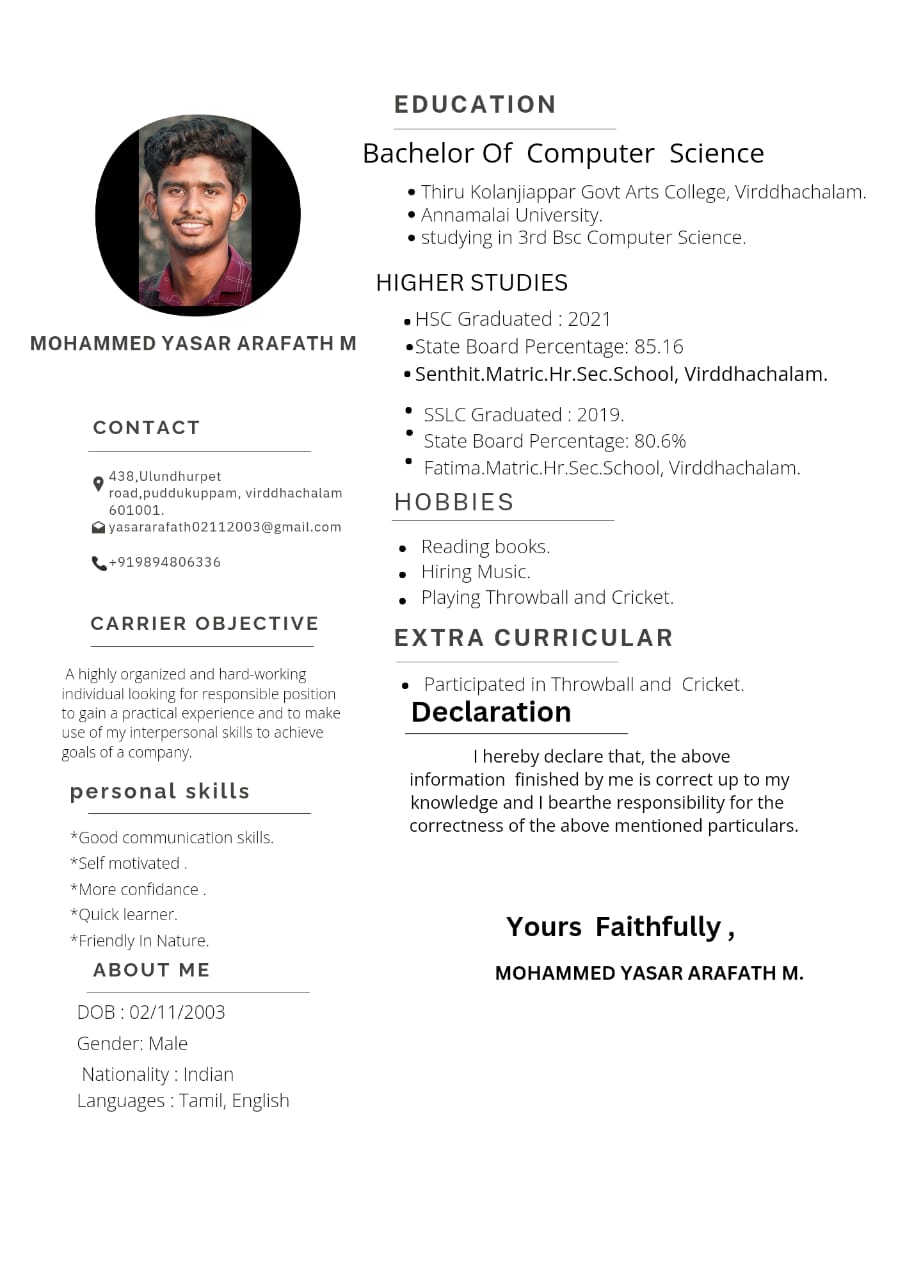 MOHAMMED YASAR ARAFATH M
CONTACT
438,Ulundhurpet
road,puddukuppam, virddhachalam
601001.
yasararafath02112003@gmail.com
+919894806336
CARRIER OBJECTIVE
A highly organized and hard-working
individual looking for responsible position
to gain a practical experience and to make
use of my interpersonal skills to achieve
goals of a company.
personal skills
*Good communication skills.
*Self motivated .
*More confidance .
*Quick learner.
*Friendly In Nature.
ABOUT ME
DOB : 02/11/2003
Gender: Male
Nationality : Indian
Languages : Tamil, English
EDUCATION
Bachelor Of Computer Science
• Thiru Kolanjiappar Govt Arts College, Virddhachalam.
• Annamalai University.
• studying in 3rd Bsc Computer Science.
HIGHER STUDIES
• HSC Graduated : 2021
• State Board Percentage: 85.16
• Senthit.Matric.Hr.Sec.School, Virddhachalam.
• SSLC Graduated : 2019.
• State Board Percentage: 80.6%
• Fatima.Matric.Hr.Sec.School, Virddhachalam.
HOBBIES
• Reading books.
• Hiring Music.
• Playing Throwball and Cricket.
EXTRA CURRICULAR
• Participated in Throwball and Cricket.
Declaration
I hereby declare that, the above
information finished by me is correct up to my
knowledge and I bearthe responsibility for the
correctness of the above mentioned particulars.
Yours Faithfully ,
MOHAMMED YASAR ARAFATH M.